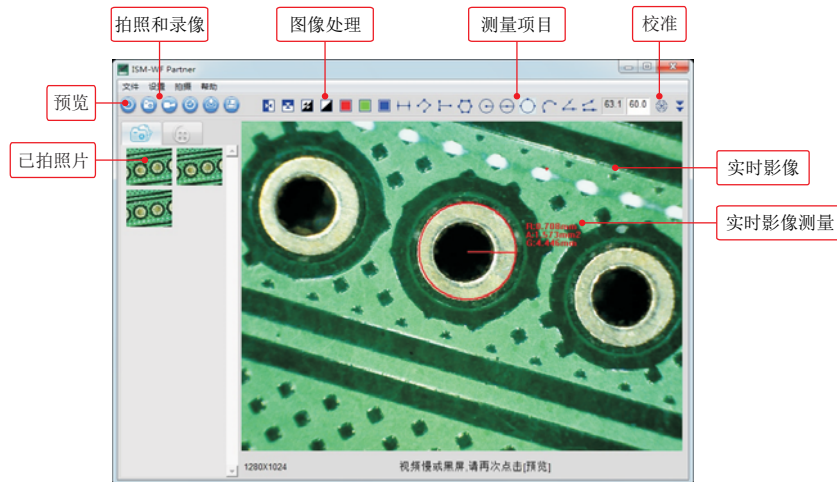 拍照和录像
图像处理
测量项目
校准
ISM-WF Partner
文件 设置 拍摄 帮助
预览
63.1 60.0
已拍照片
实时影像
实时影像测量
1280X1024
视频慢或黑屏,请再次点击[预览]